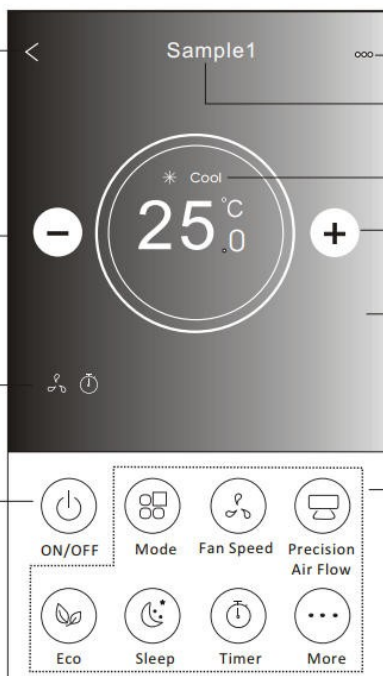 Sample1
Cool
25.0°C
ON/OFF
Mode
Fan Speed
Precision
Air Flow
Eco
Sleep
Timer
More